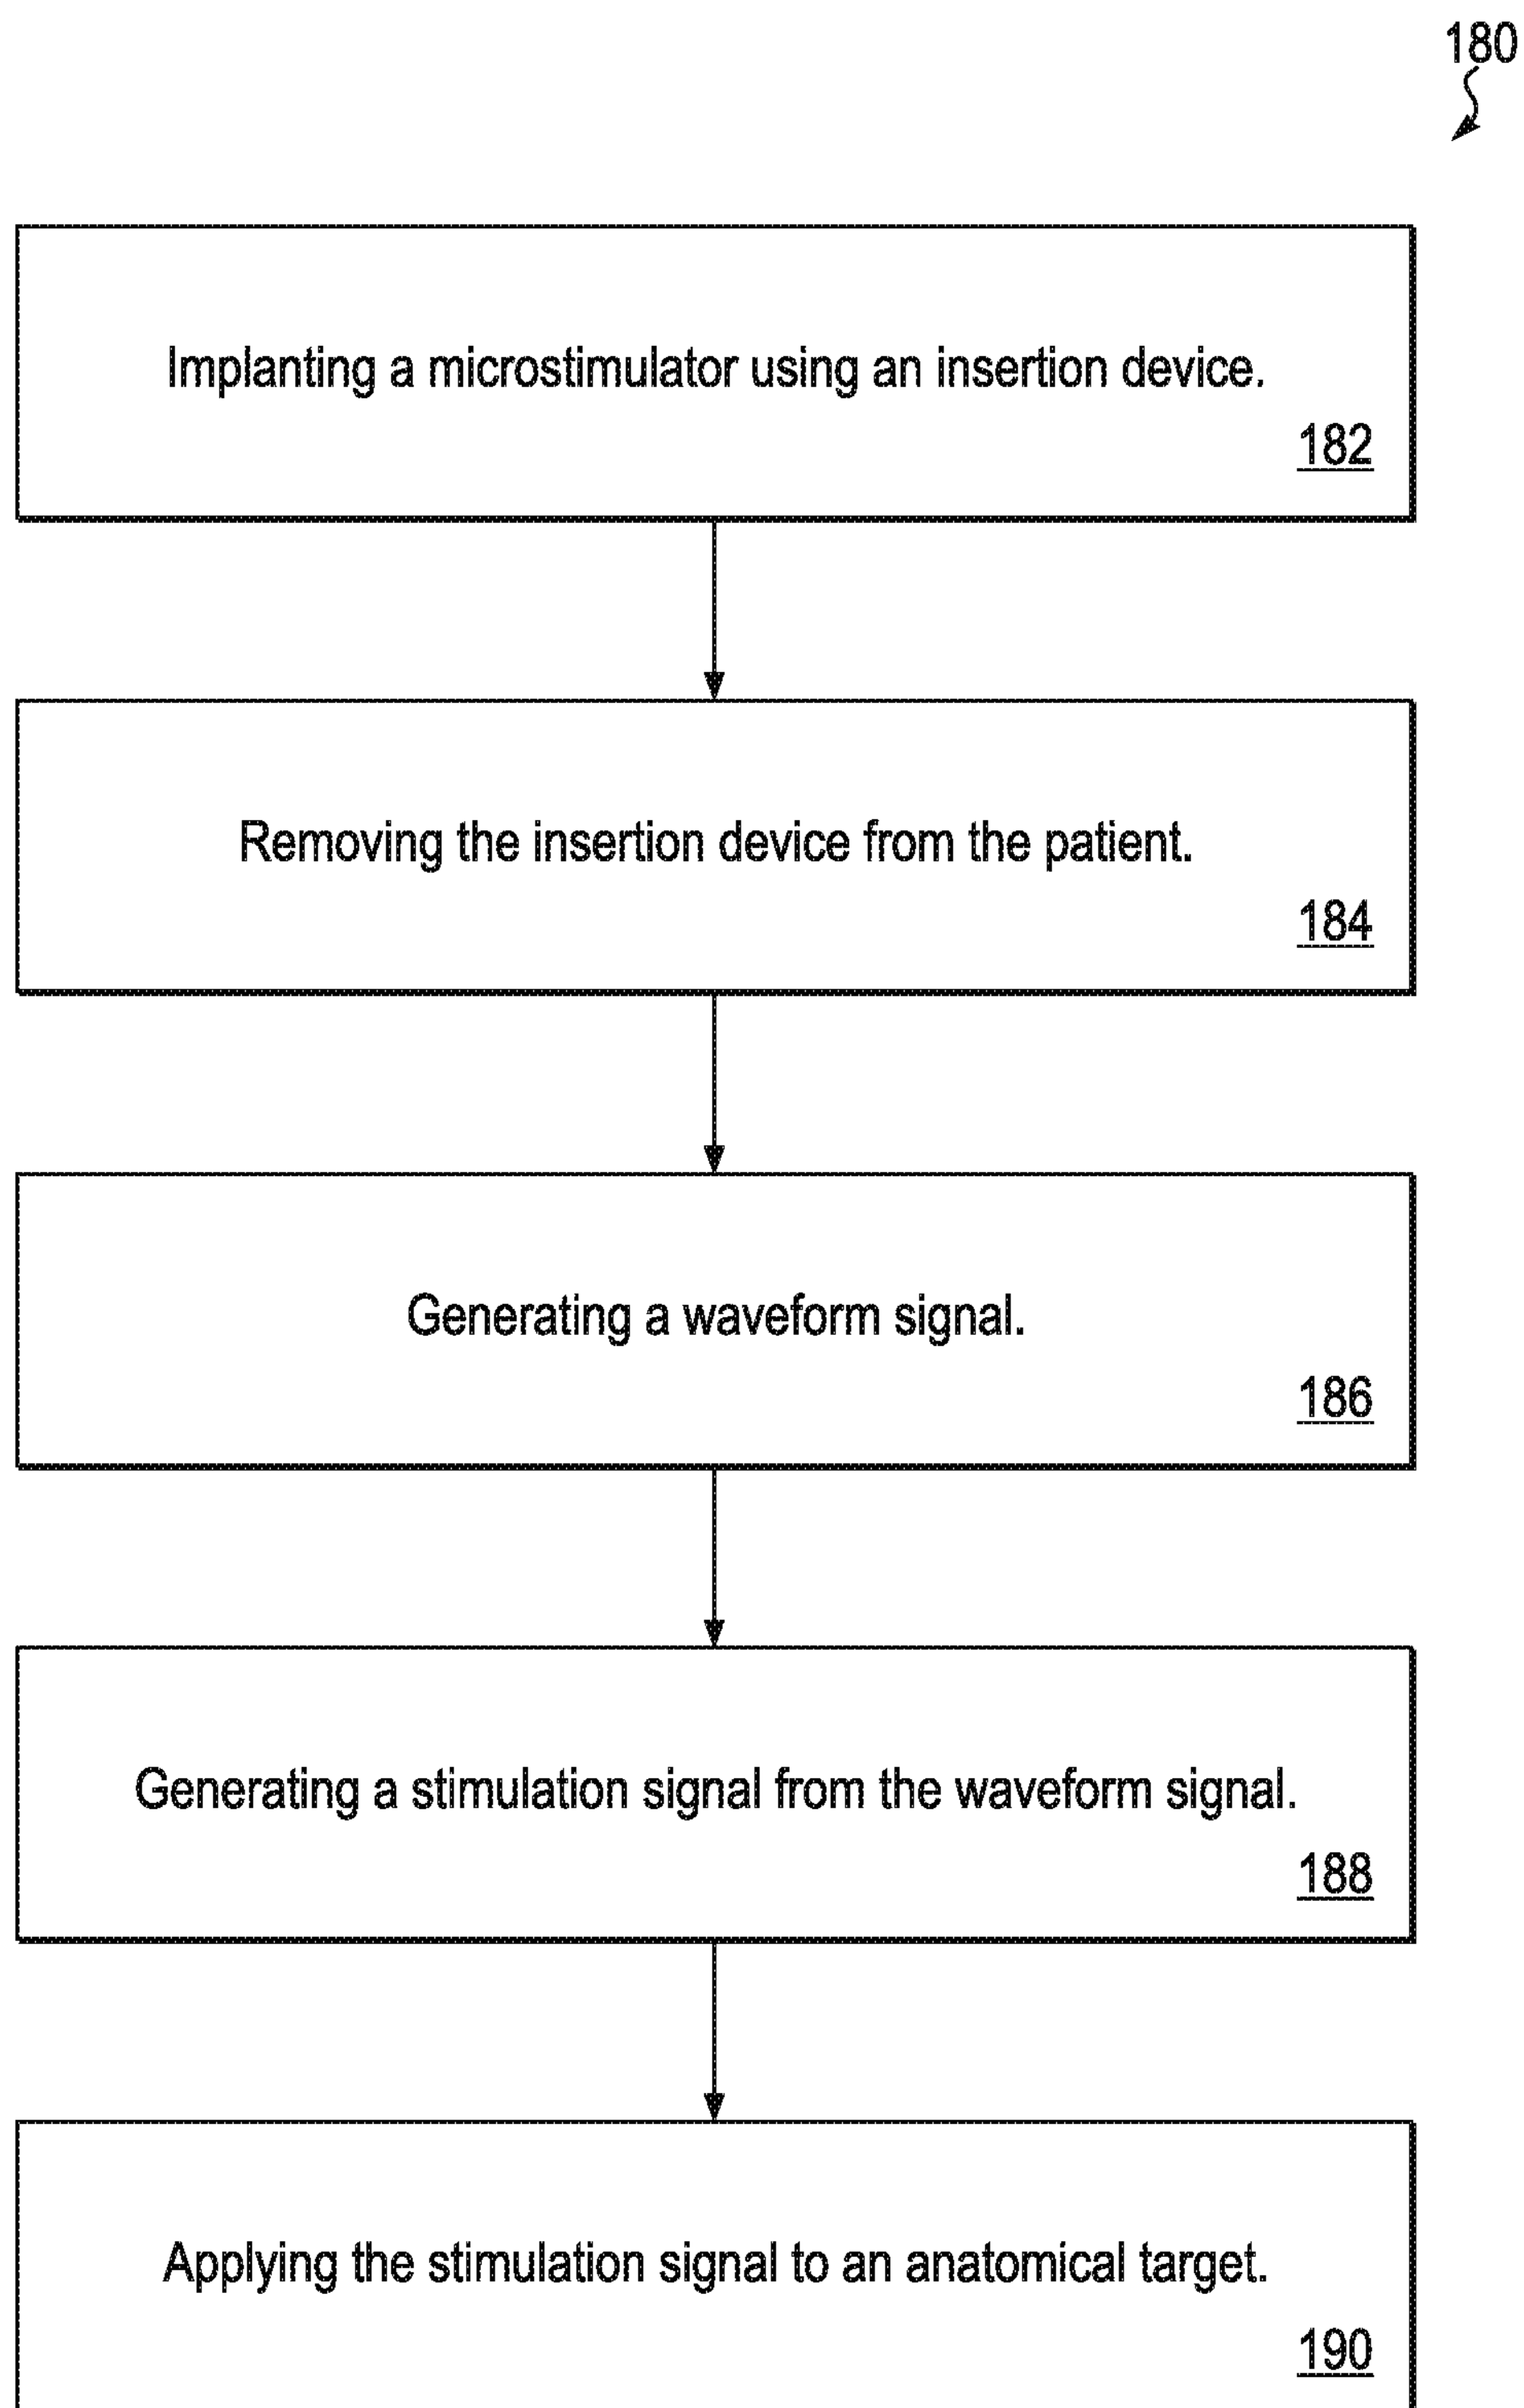 180
Implanting a microstimulator using an insertion device.
182
Removing the insertion device from the patient.
184
Generating a waveform signal.
186
Generating a stimulation signal from the waveform signal.
188
Applying the stimulation signal to an anatomical target.
190